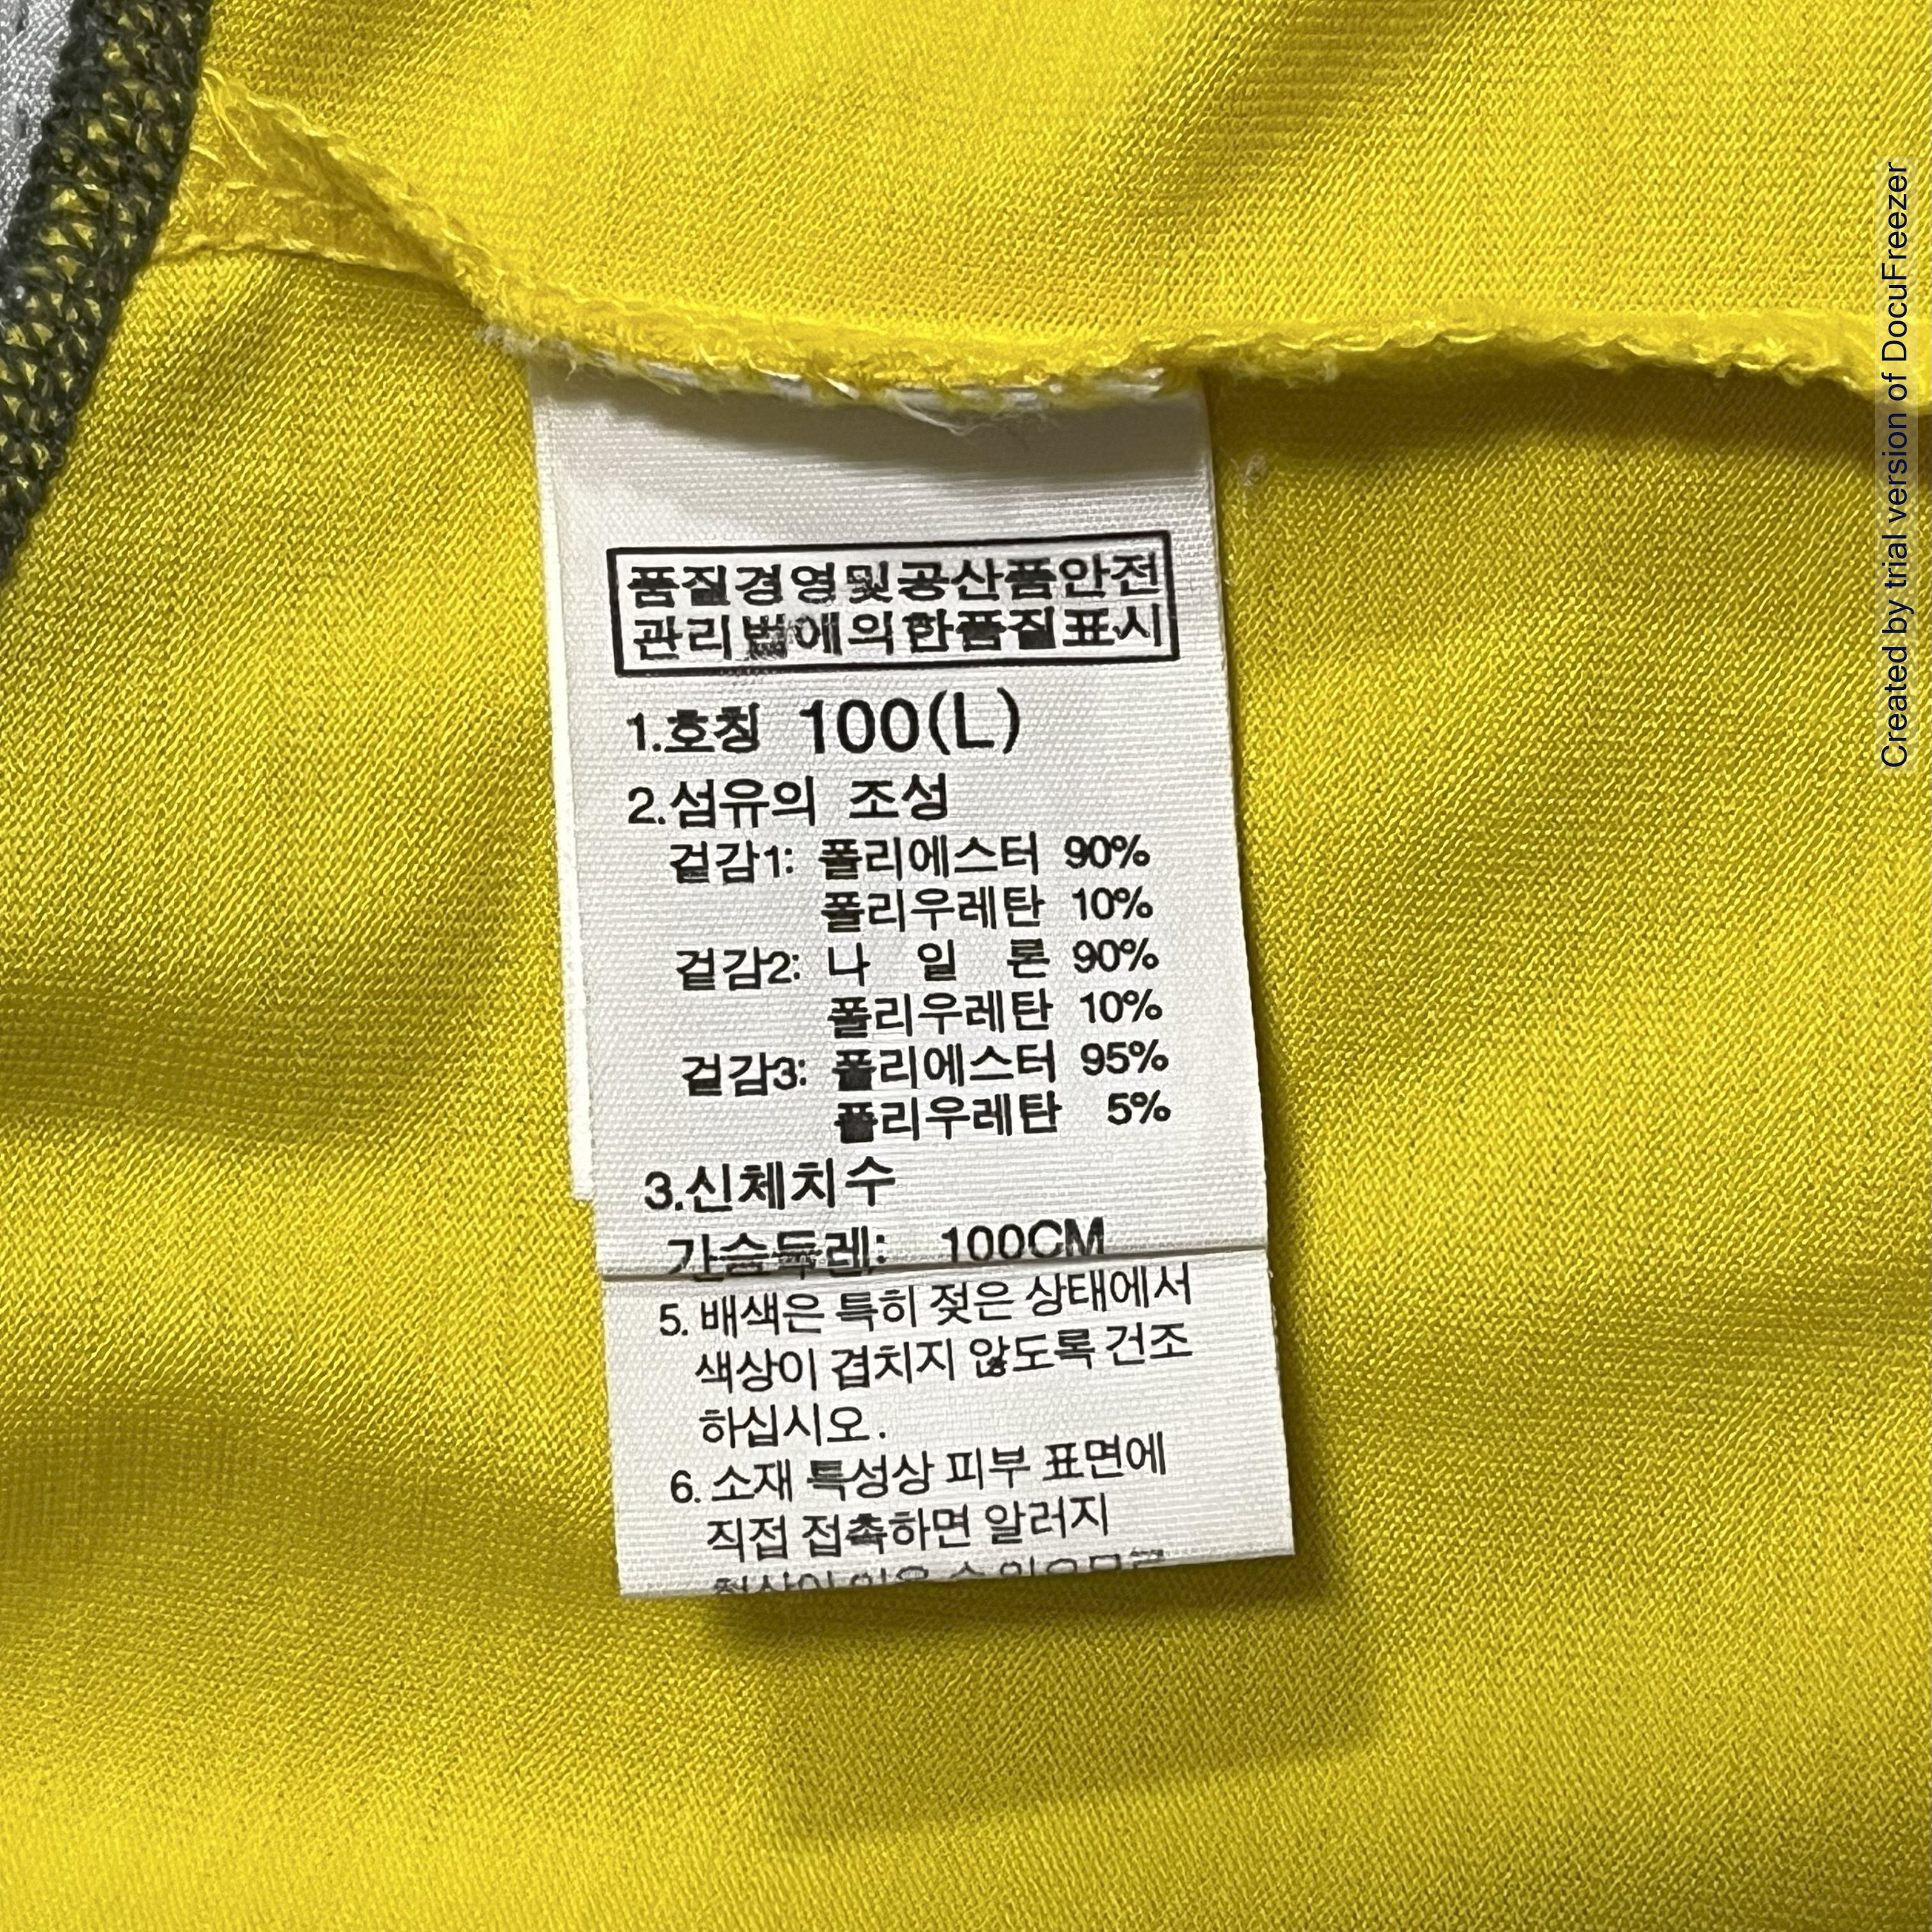 품질경영및공산품안전
관리법에의한품질표시
1.호칭 100(L)
2.섬유의 조성
겉감1: 폴리에스터 90%
폴리우레탄 10%
겉감2: 나 일 론 90%
폴리우레탄 10%
겉감3: 폴리에스터 95%
폴리우레탄 5%
3.신체치수
가슴둘레: 100CM
5. 배색은 특히 젖은 상태에서
색상이 겹치지 않도록 건조
하십시오.
6. 소재 특성상 피부 표면에
직접 접촉하면 알러지
Created by trial version of DocuFreezer